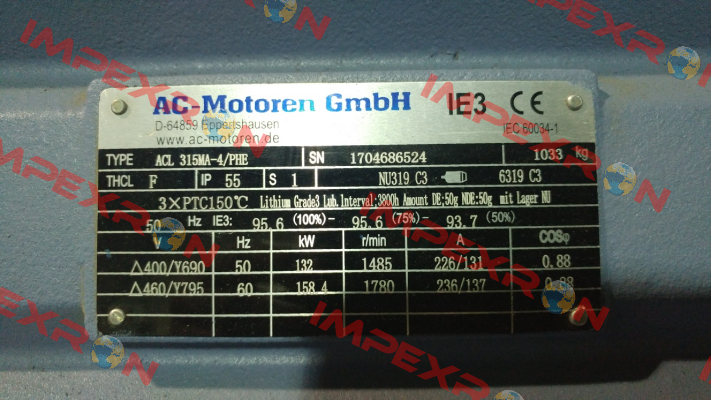 IMPEXRON
IMPEXRON
AC-Motoren GmbH IE3 CE
D-64859 Eppertshausen IEC 60034-1
www.ac-motoren.de
TYPE ACL 315MA-4/PHE SN 1704686524 1033 kg
THCL F IP 55 S 1 NU319 C3 6319 C3
3×PTC150℃ Lithium Grade3 Lub.Interval:3800h Amount DE:50g NDE:50g mit Lager NU
50 Hz IE3: 95.6 (100%)- 95.6 (75%)- 93.7 (50%)
V Hz kW r/min A COSφ
△400/Y690 50 132 1485 226/131 0.88
△460/Y795 60 158.4 1780 236/137 0.88
IMPEXRON
IMPEXRON